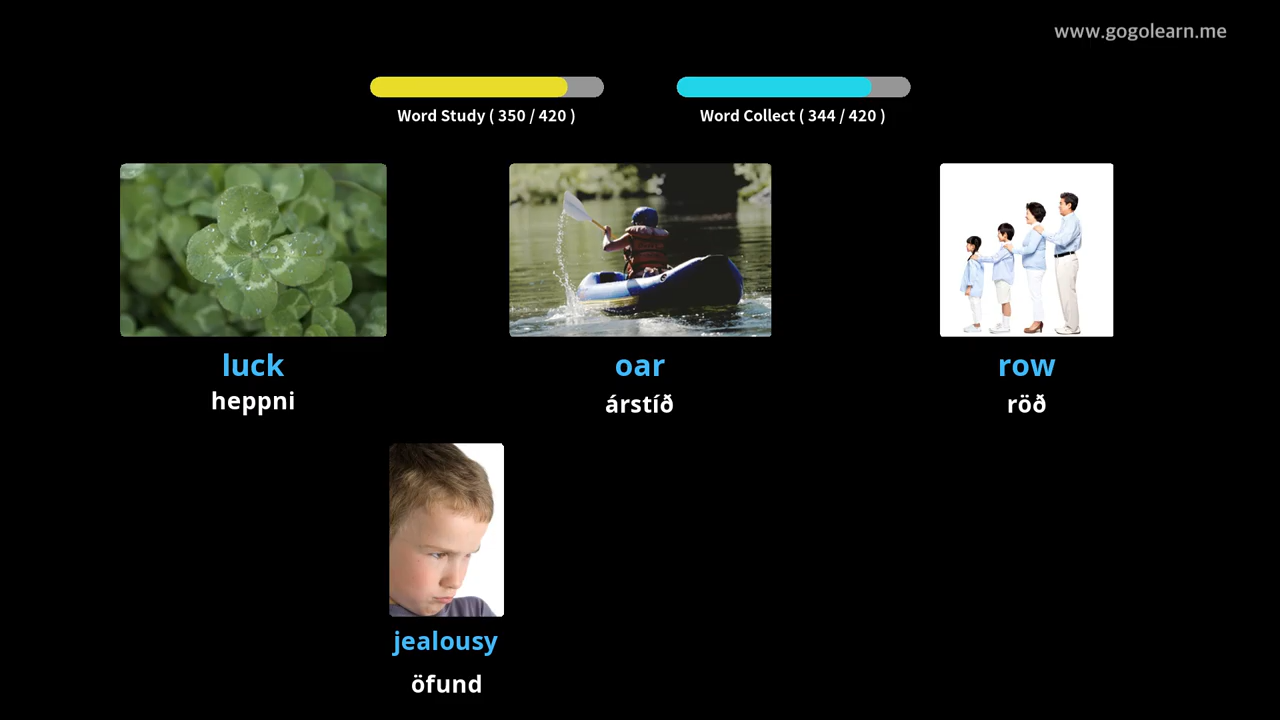 www.gogolearn.me
Word Study ( 350 / 420 )
Word Collect ( 344 / 420 )
luck
heppni
oar
árstíð
row
röð
jealousy
öfund